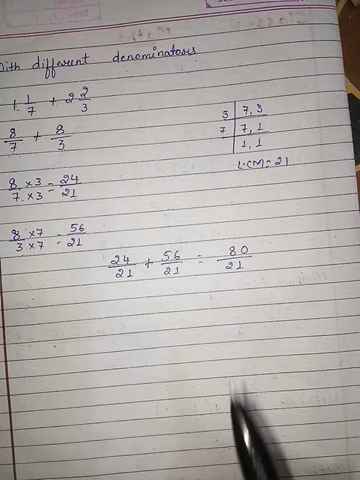 With different denominators
1 1/7 + 2 2/3
8/7 + 8/3
3 | 7, 3
7 | 7, 1
1, 1
L.CM = 21
8/7 × 3/3 = 24/21
8/3 × 7/7 = 56/21
24/21 + 56/21 = 80/21